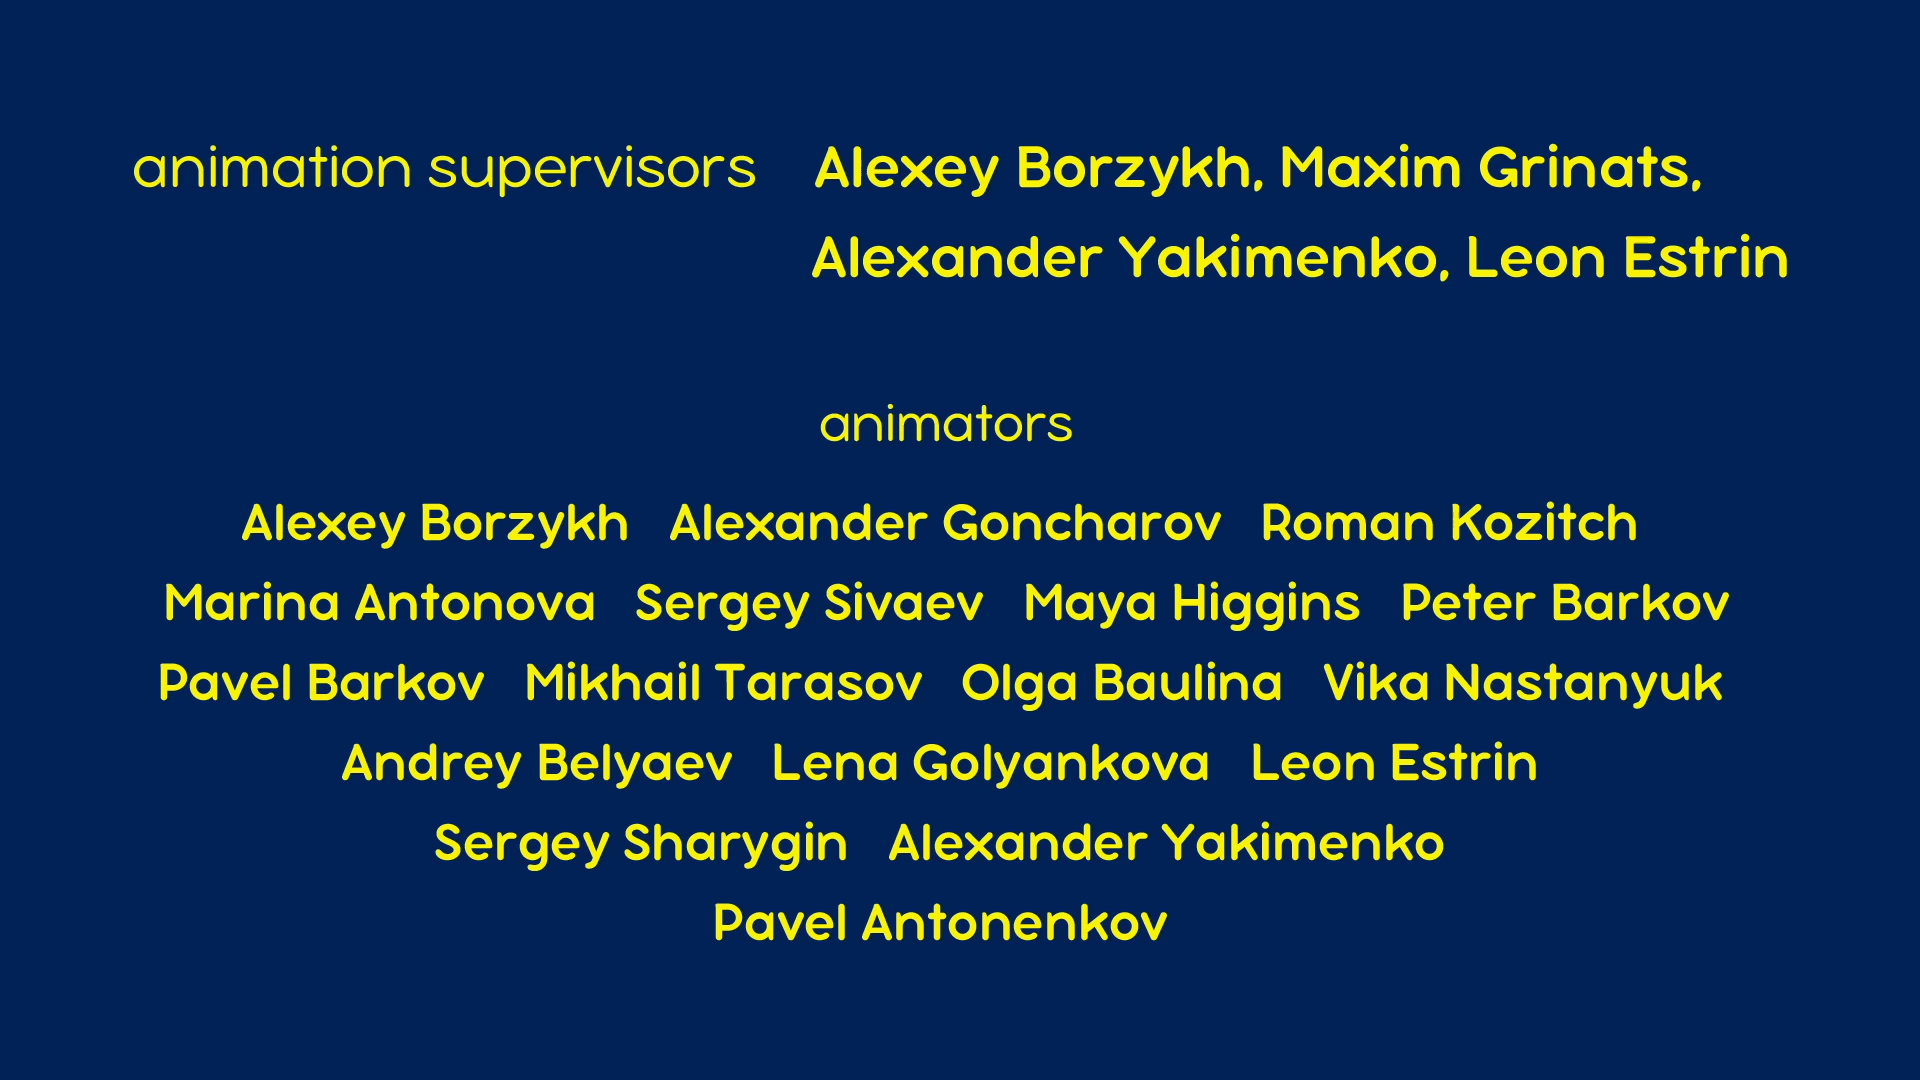 animation supervisors Alexey Borzykh, Maxim Grinats,
Alexander Yakimenko, Leon Estrin
animators
Alexey Borzykh Alexander Goncharov Roman Kozitch
Marina Antonova Sergey Sivaev Maya Higgins Peter Barkov
Pavel Barkov Mikhail Tarasov Olga Baulina Vika Nastanyuk
Andrey Belyaev Lena Golyankova Leon Estrin
Sergey Sharygin Alexander Yakimenko
Pavel Antonenkov